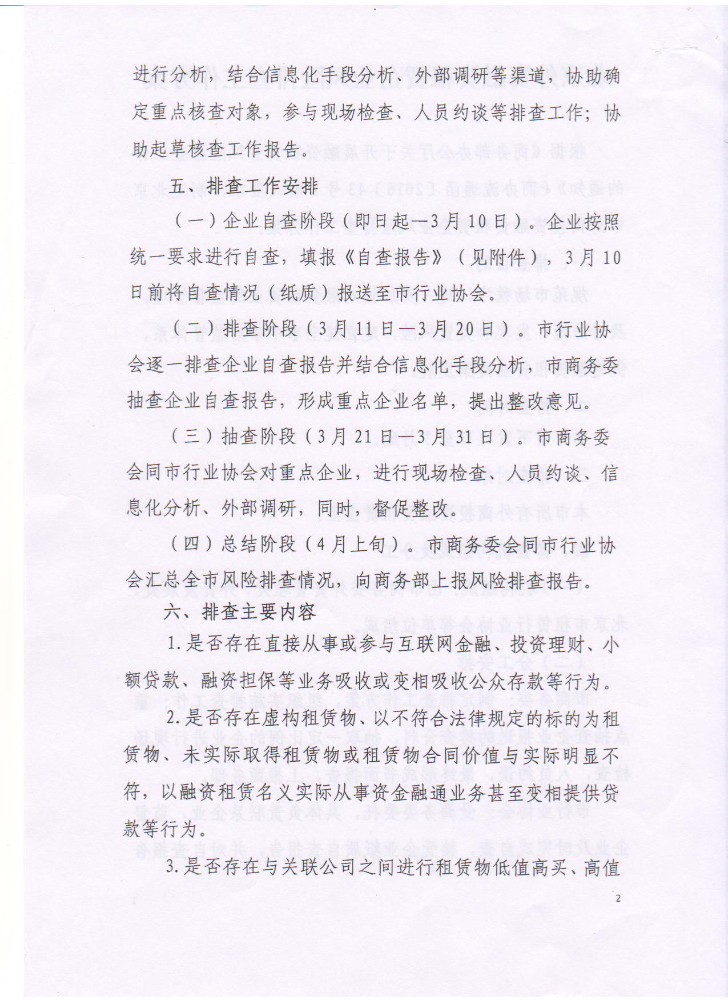 进行分析，结合信息化手段分析、外部调研等渠道，协助确
定重点核查对象，参与现场检查、人员约谈等排查工作；协
助起草核查工作报告。
五、排查工作安排
（一）企业自查阶段（即日起—3月10日）。企业按照
统一要求进行自查，填报《自查报告》（见附件），3月10
日前将自查情况（纸质）报送至市行业协会。
（二）排查阶段（3月11日—3月20日）。市行业协
会逐一排查企业自查报告并结合信息化手段分析，市商务委
抽查企业自查报告，形成重点企业名单，提出整改意见。
（三）抽查阶段（3月21日—3月31日）。市商务委
会同市行业协会对重点企业，进行现场检查、人员约谈、信
息化分析、外部调研，同时，督促整改。
（四）总结阶段（4月上旬）。市商务委会同市行业协
会汇总全市风险排查情况，向商务部上报风险排查报告。
六、排查主要内容
1.是否存在直接从事或参与互联网金融、投资理财、小
额贷款、融资担保等业务吸收或变相吸收公众存款等行为。
2.是否存在虚构租赁物、以不符合法律规定的标的为租
赁物、未实际取得租赁物或租赁物合同价值与实际明显不
符，以融资租赁名义实际从事资金融通业务甚至变相提供贷
款等行为。
3.是否存在与关联公司之间进行租赁物低值高买、高值
2